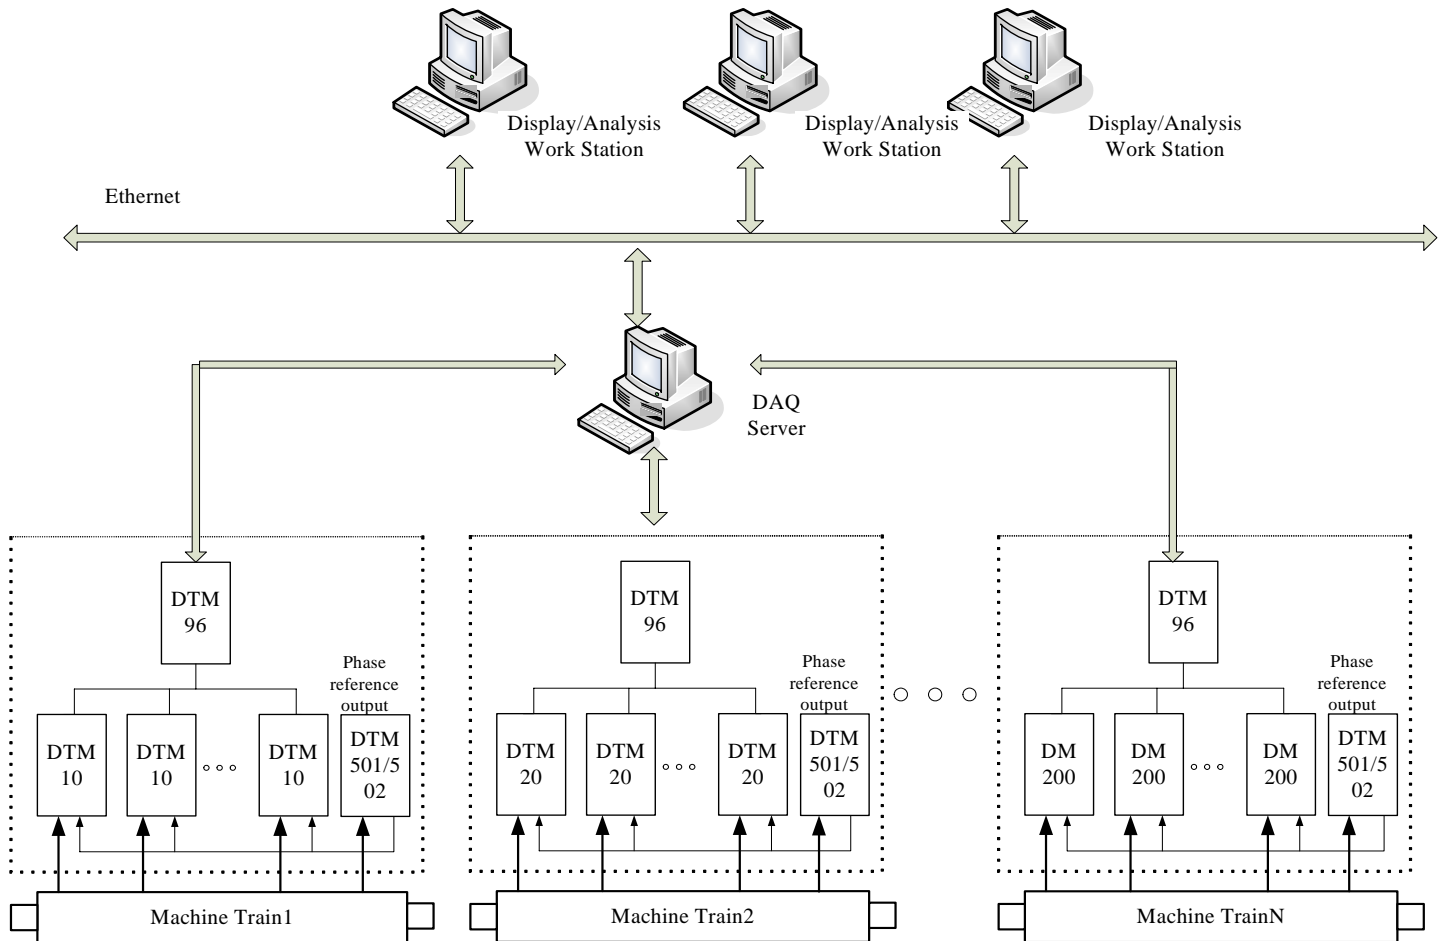 Display/Analysis
Work Station
Display/Analysis
Work Station
Display/Analysis
Work Station
Ethernet
DAQ
Server
DTM
96
Phase
reference
output
DTM
10
DTM
10
DTM
10
DTM
501/5
02
Machine Train1
DTM
96
Phase
reference
output
DTM
20
DTM
20
DTM
20
DTM
501/5
02
Machine Train2
DTM
96
Phase
reference
output
DM
200
DM
200
DM
200
DTM
501/5
02
Machine TrainN